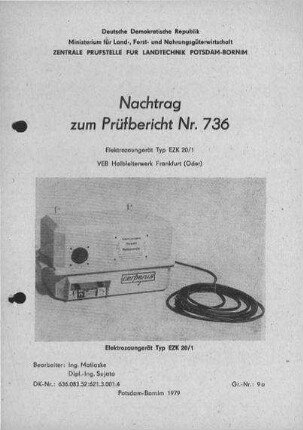 Deutsche Demokratische Republik
Ministerium für Land-, Forst- und Nahrungsgüterwirtschaft
ZENTRALE PRÜFSTELLE FÜR LANDTECHNIK POTSDAM-BORNIM
Nachtrag
zum Prüfbericht Nr. 736
Elektrozaungerät Typ EZK 20/1
VEB Halbleiterwerk Frankfurt (Oder)
Elektrozaungerät Typ EZK 20/1
Bearbeiter: Ing. Matiaske
Dipl.-Ing. Sujata
DK-Nr.: 636.083.52:621.3.001.4
Gr.-Nr.: 9a
Potsdam-Bornim 1979